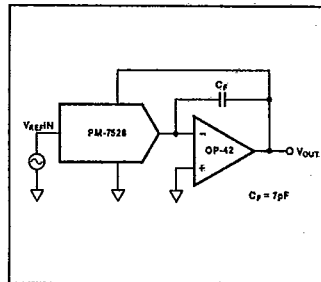 CF
VREFIN
PM-7528
-
OP-42
+
VOUT
CF = 7pF